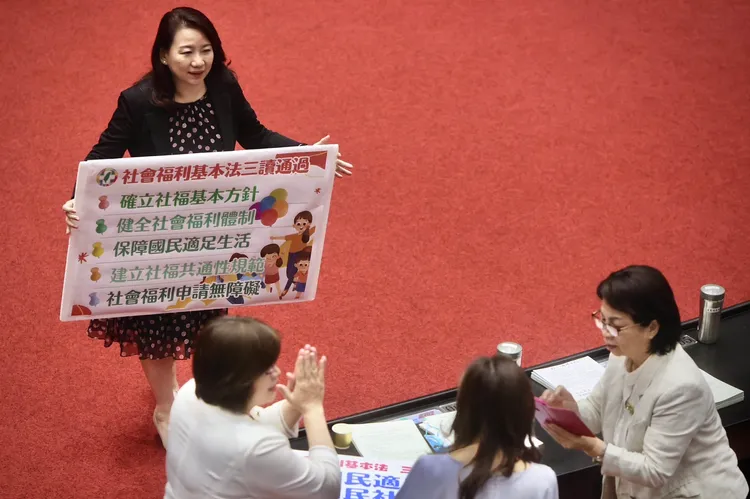 社會福利基本法三讀通過
確立社福基本方針
健全社會福利體制
保障國民適足生活
建立社福共通性規範
社會福利申請無障礙
利基本法
民適
民社